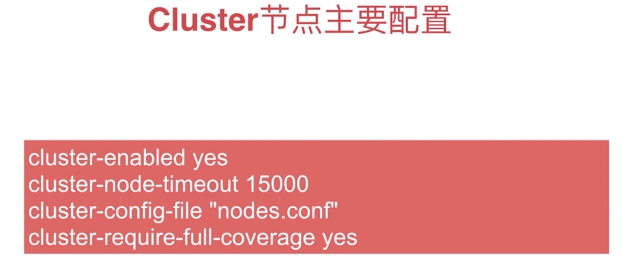 Cluster节点主要配置
cluster-enabled yes
cluster-node-timeout 15000
cluster-config-file "nodes.conf"
cluster-require-full-coverage yes